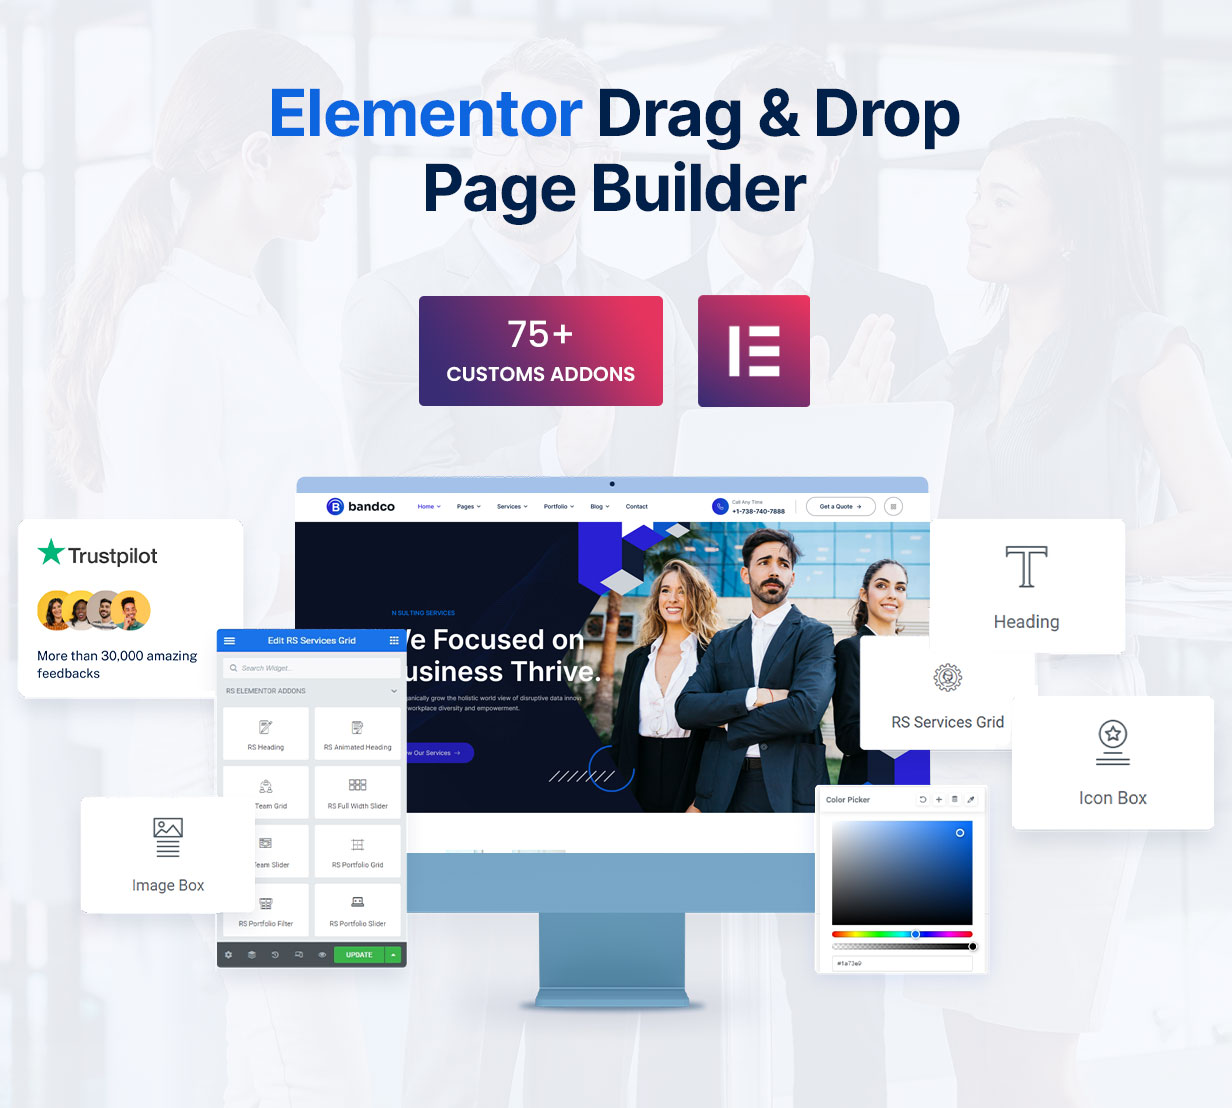 Elementor Drag & Drop
Page Builder
75+
CUSTOMS ADDONS
bandco
Home
Pages
Services
Portfolio
Blog
Contact
Call Any Time
+1-738-740-7888
Get a Quote
Trustpilot
More than 30,000 amazing
feedbacks
NSULTING SERVICES
e Focused on
usiness Thrive.
anically grow the holistic world view of disruptive data innov
workplace diversity and empowerment.
w Our Services
Edit RS Services Grid
Search Widget...
RS ELEMENTOR ADDONS
RS Heading
RS Animated Heading
Team Grid
RS Full Width Slider
Team Slider
RS Portfolio Grid
RS Portfolio Filter
RS Portfolio Slider
UPDATE
Image Box
Heading
RS Services Grid
Icon Box
Color Picker
#1a73e9